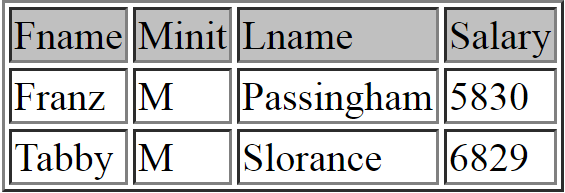 Fname Minit Lname Salary
Franz M Passingham 5830
Tabby M Slorance 6829